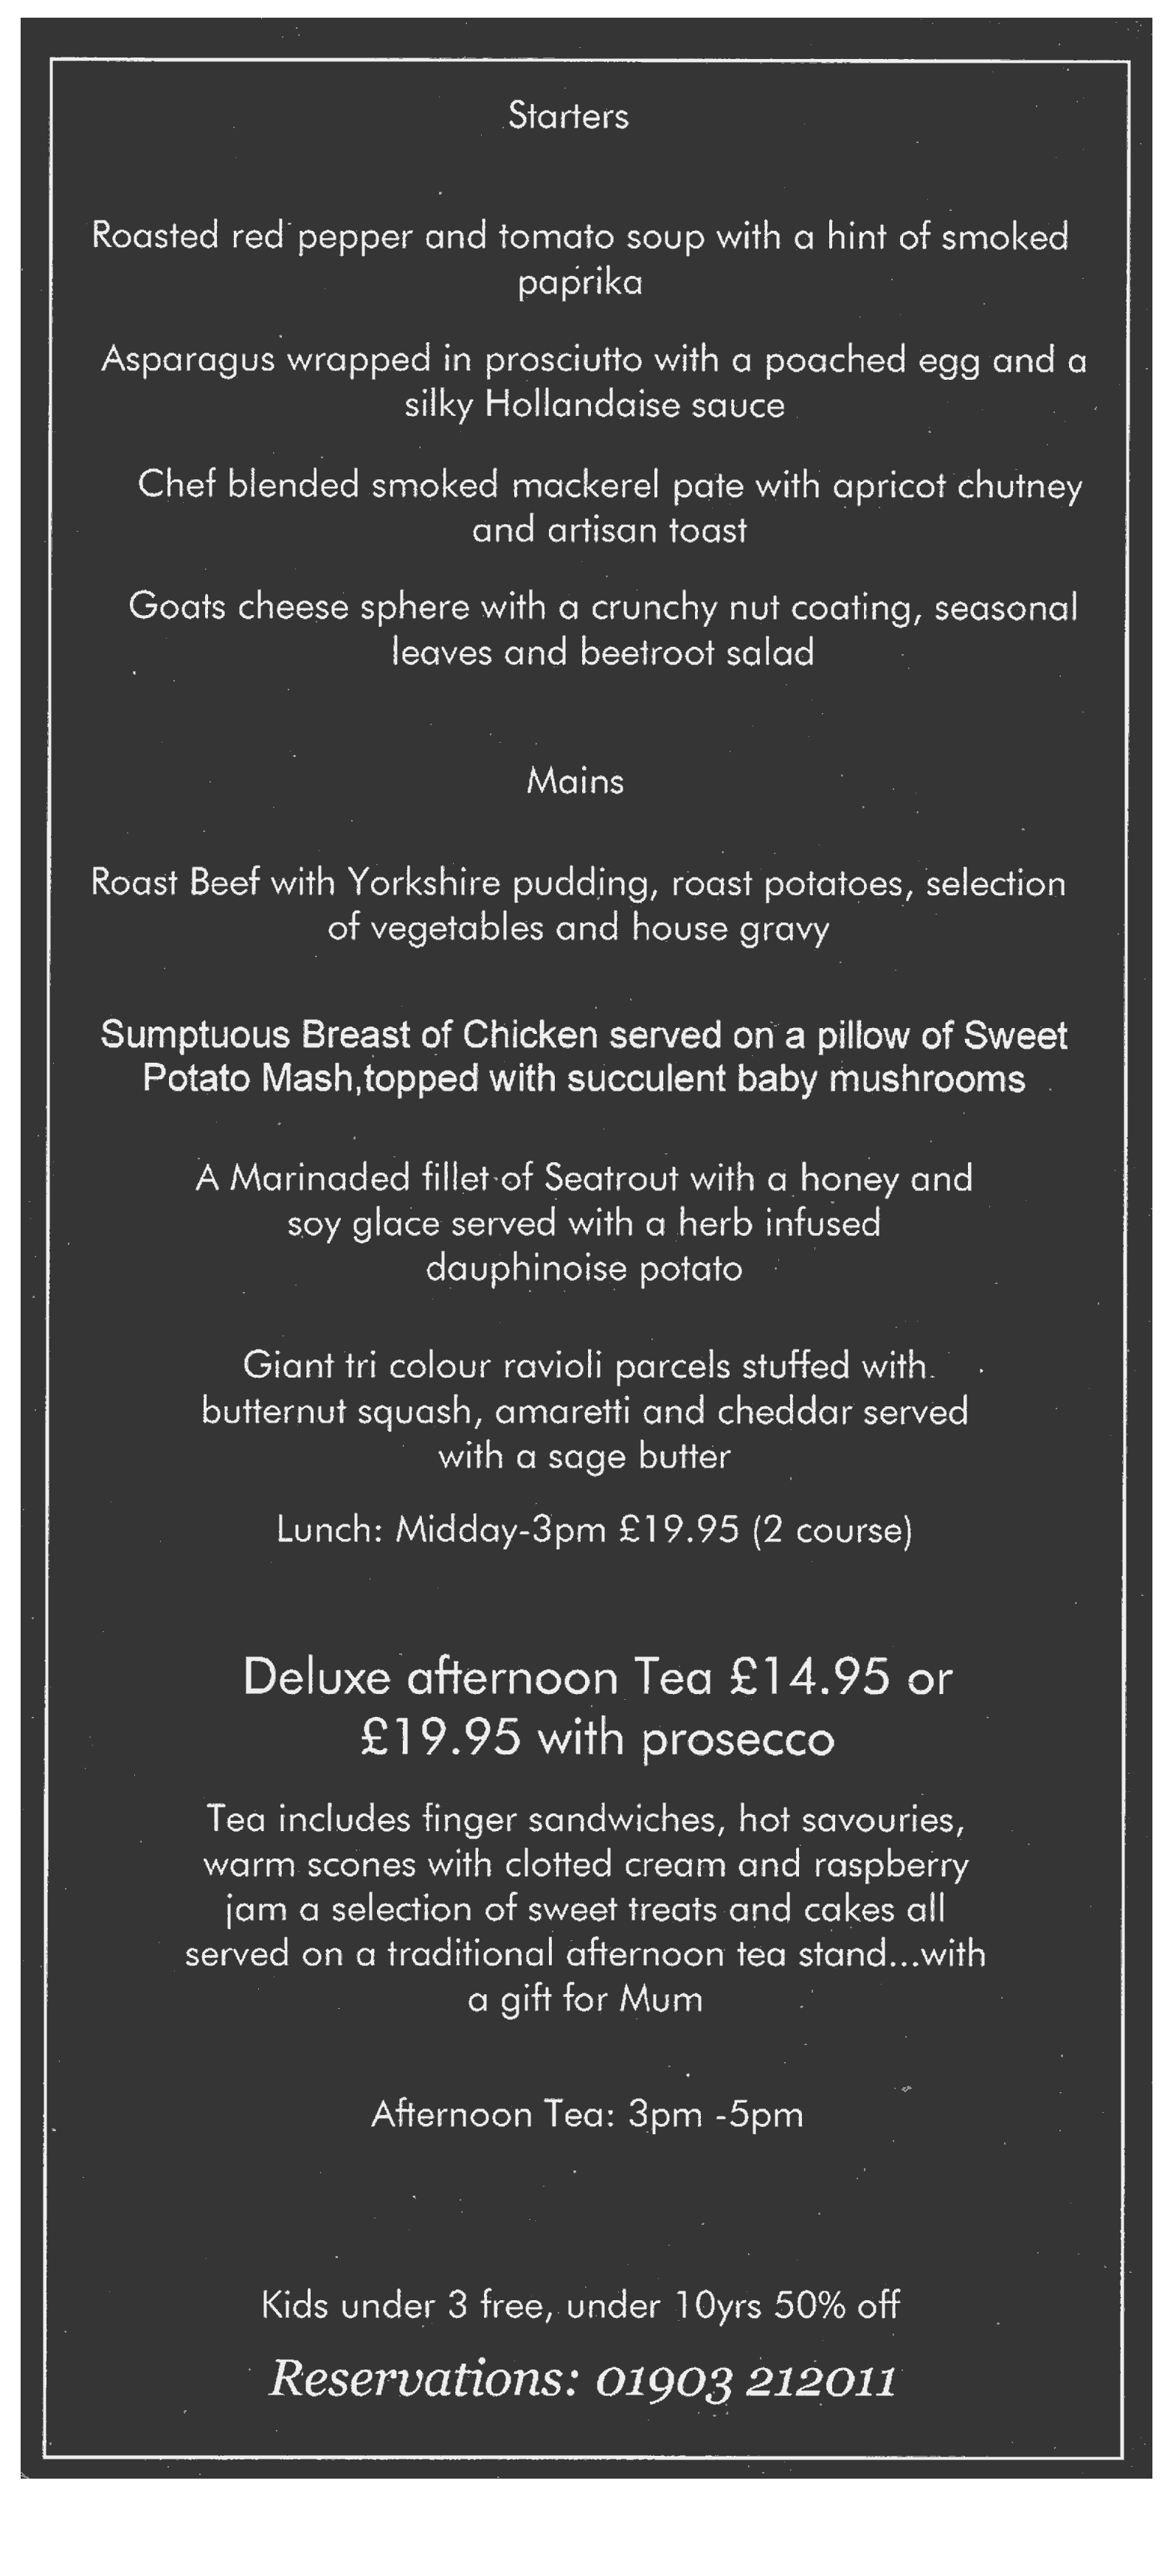 Starters
Roasted red pepper and tomato soup with a hint of smoked
paprika
Asparagus wrapped in prosciutto with a poached egg and a
silky Hollandaise sauce
Chef blended smoked mackerel pate with apricot chutney
and artisan toast
Goats cheese sphere with a crunchy nut coating, seasonal
leaves and beetroot salad
Mains
Roast Beef with Yorkshire pudding, roast potatoes, selection
of vegetables and house gravy
Sumptuous Breast of Chicken served on a pillow of Sweet
Potato Mash,topped with succulent baby mushrooms
A Marinaded fillet of Seatrout with a honey and
soy glace served with a herb infused
dauphinoise potato
Giant tri colour ravioli parcels stuffed with
butternut squash, amaretti and cheddar served
with a sage butter
Lunch: Midday-3pm £19.95 (2 course)
Deluxe afternoon Tea £14.95 or
£19.95 with prosecco
Tea includes finger sandwiches, hot savouries,
warm scones with clotted cream and raspberry
jam a selection of sweet treats and cakes all
served on a traditional afternoon tea stand...with
a gift for Mum
Afternoon Tea: 3pm -5pm
Kids under 3 free, under 10yrs 50% off
Reservations: 01903 212011